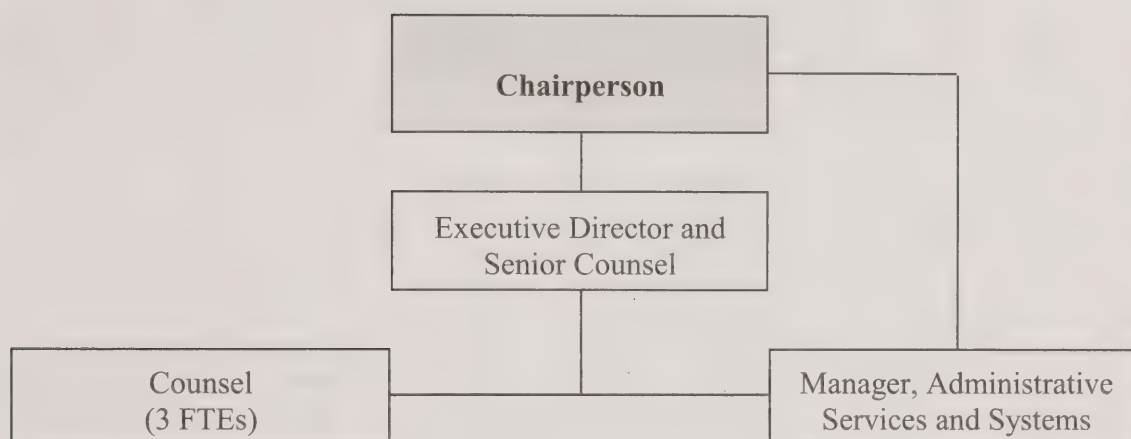 Chairperson
Executive Director and
Senior Counsel
Counsel
(3 FTEs)
Manager, Administrative
Services and Systems